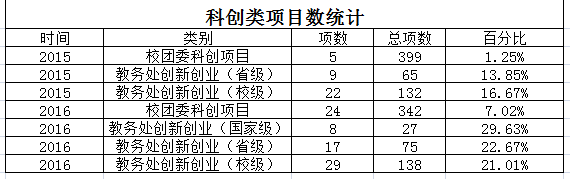 科创类项目数统计
时间 类别 项数 总项数 百分比
2015 校团委科创项目 5 399 1.25%
2015 教务处创新创业（省级） 9 65 13.85%
2015 教务处创新创业（校级） 22 132 16.67%
2016 校团委科创项目 24 342 7.02%
2016 教务处创新创业（国家级） 8 27 29.63%
2016 教务处创新创业（省级） 17 75 22.67%
2016 教务处创新创业（校级） 29 138 21.01%